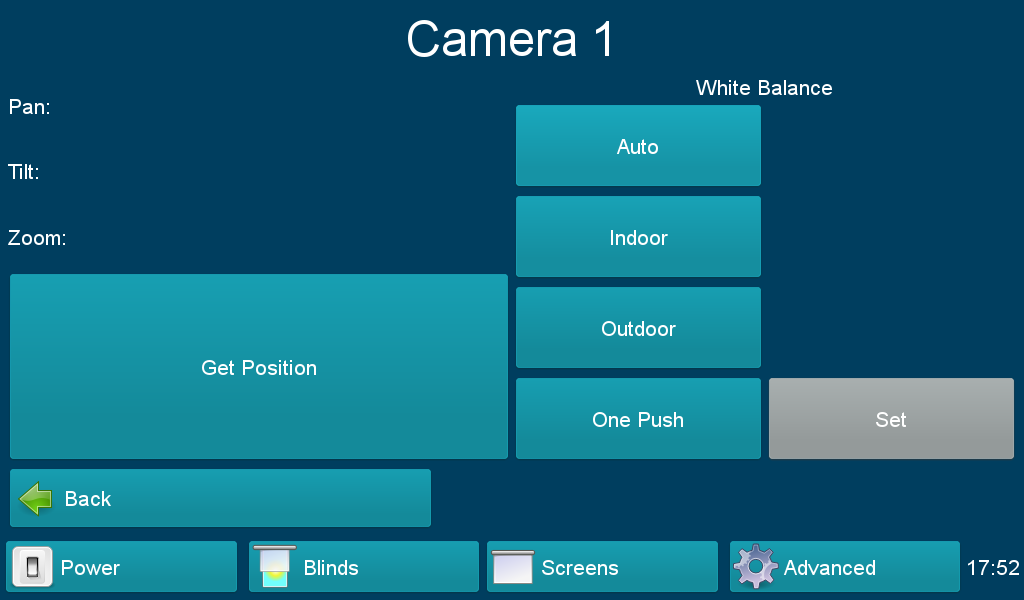 Camera 1
White Balance
Pan:
Auto
Tilt:
Indoor
Zoom:
Outdoor
Get Position
One Push
Set
Back
Power
Blinds
Screens
Advanced
17:52